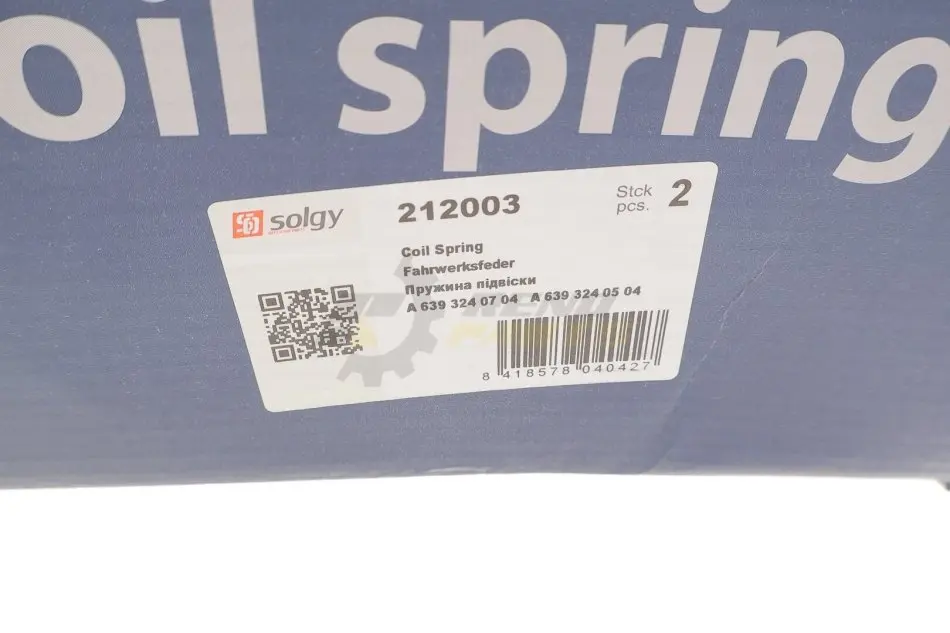 oil spring
solgy
212003
Stck
pcs. 2
Coil Spring
Fahrwerksfeder
Пружина підвіски
A 639 324 07 04 A 639 324 05 04
8 418578 040427